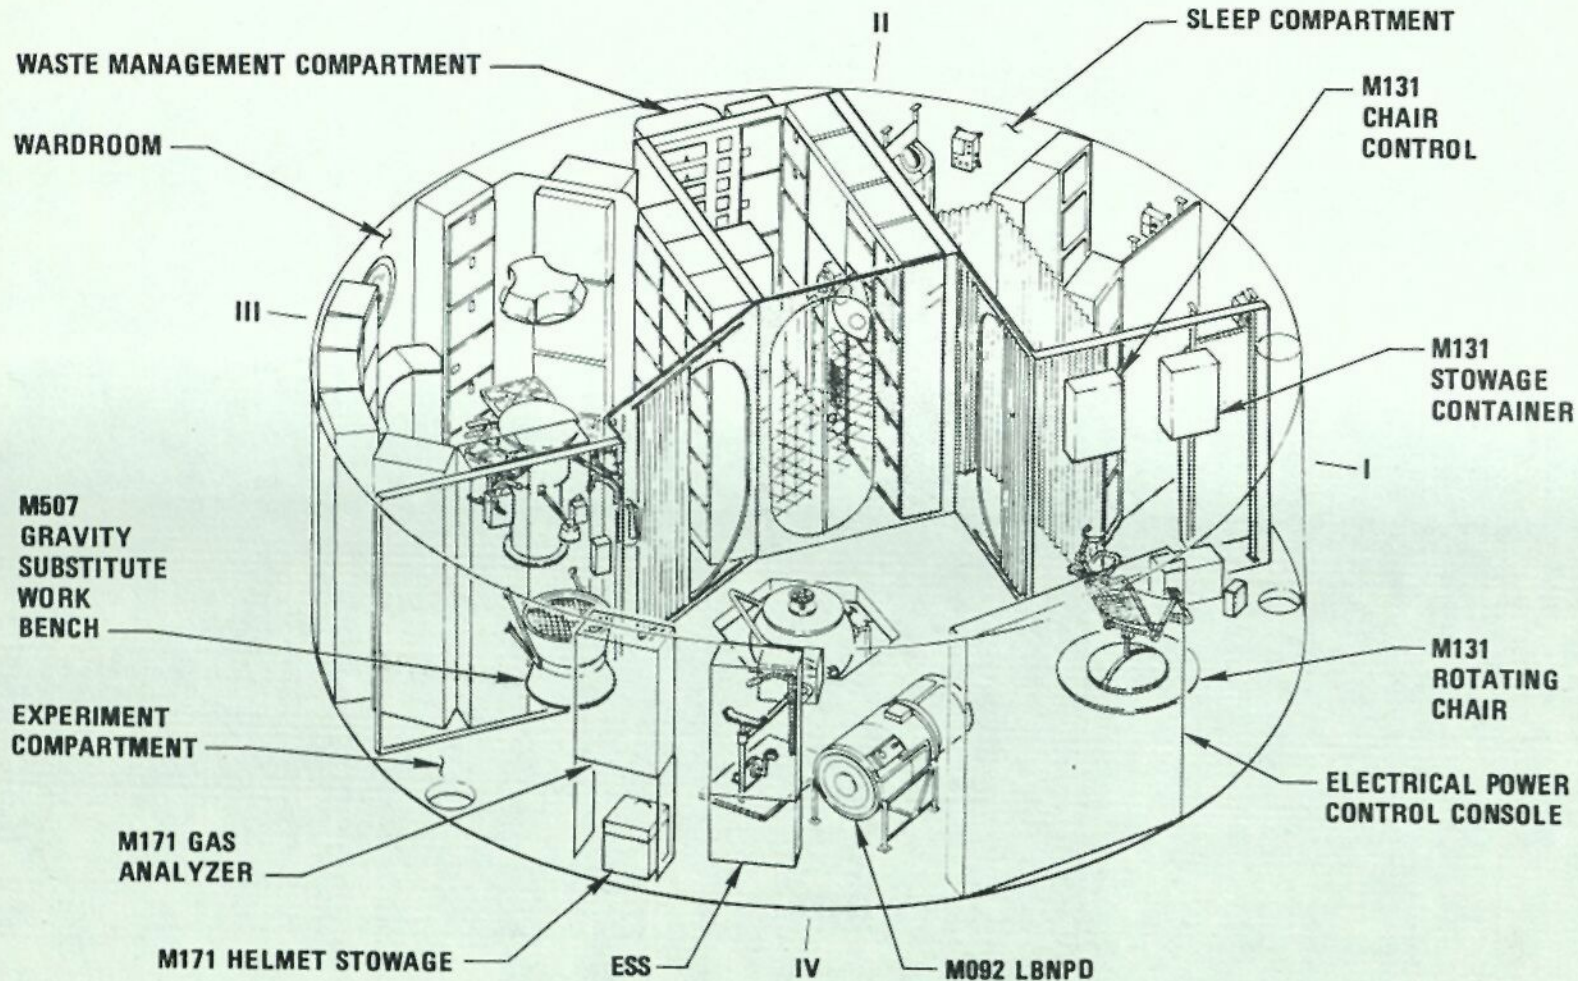 II
SLEEP COMPARTMENT
WASTE MANAGEMENT COMPARTMENT
M131
CHAIR
CONTROL
WARDROOM
III
M131
STOWAGE
CONTAINER
I
M507
GRAVITY
SUBSTITUTE
WORK
BENCH
M131
ROTATING
CHAIR
EXPERIMENT
COMPARTMENT
ELECTRICAL POWER
CONTROL CONSOLE
M171 GAS
ANALYZER
M171 HELMET STOWAGE
ESS
IV
M092 LBNPD